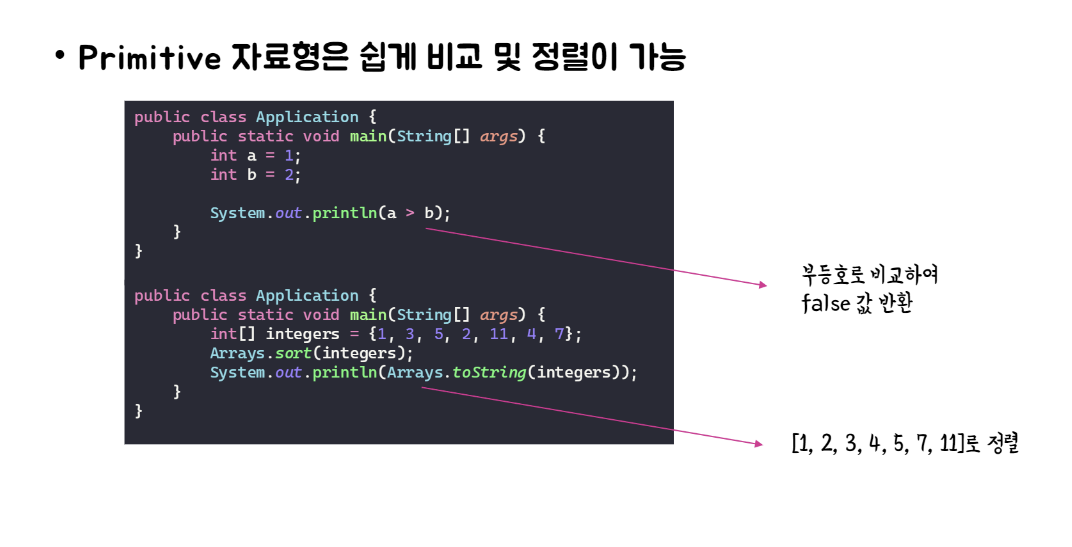 • Primitive 자료형은 쉽게 비교 및 정렬이 가능
public class Application {
    public static void main(String[] args) {
        int a = 1;
        int b = 2;

        System.out.println(a > b);
    }
}
부등호로 비교하여
false 값 반환
public class Application {
    public static void main(String[] args) {
        int[] integers = {1, 3, 5, 2, 11, 4, 7};
        Arrays.sort(integers);
        System.out.println(Arrays.toString(integers));
    }
}
[1, 2, 3, 4, 5, 7, 11]로 정렬